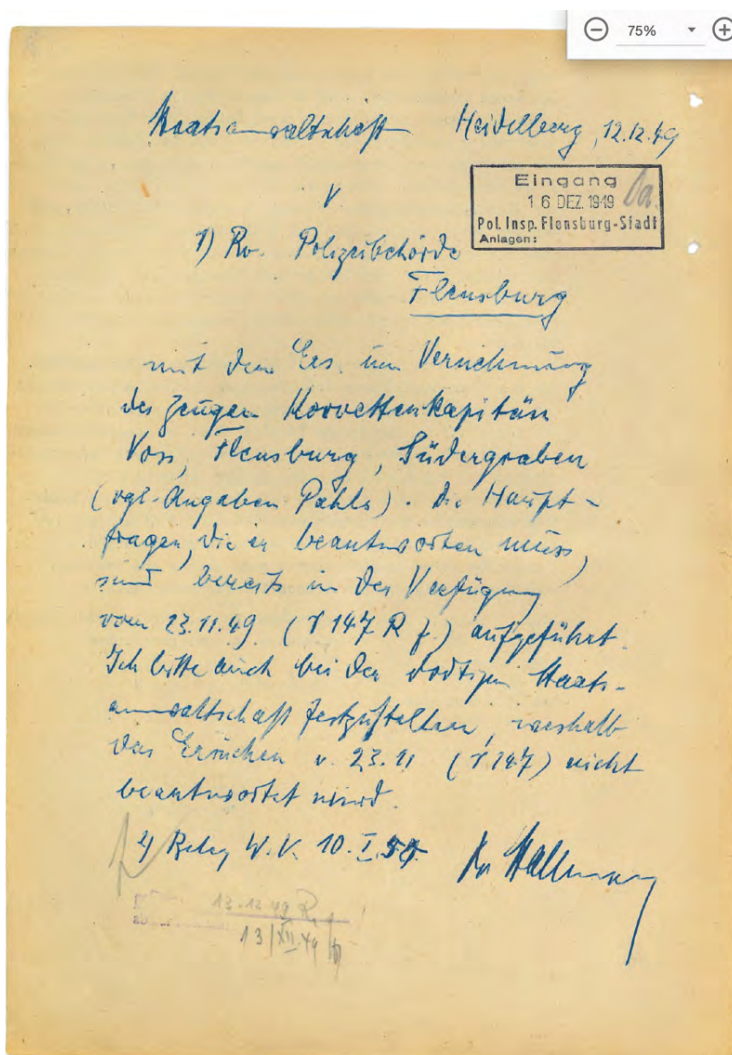 75%
Staatsanwaltschaft Heidelberg, 12.12.49
Eingang
16 DEZ. 1949
Pol. Insp. Flensburg-Stadt
Anlagen:
V
1) Rv. Polizeibehörde
Flensburg
mit dem Ers. um Vernehmung
des Zeugen Korvettenkapitän
Voss, Flensburg, Südergraben
(vgl. Angaben Pahls). Die Haupt-
fragen, die er beantworten muss,
sind bereits in der Verfügung
vom 23.11.49 (147 R f.) aufgeführt.
Ich bitte auch bei der dortigen Staats-
anwaltschaft festzustellen, weshalb
das Ersuchen v. 23.11 (147) nicht
beantwortet wird.
W.V. 10.I.50
13.12.49
13/XII.49